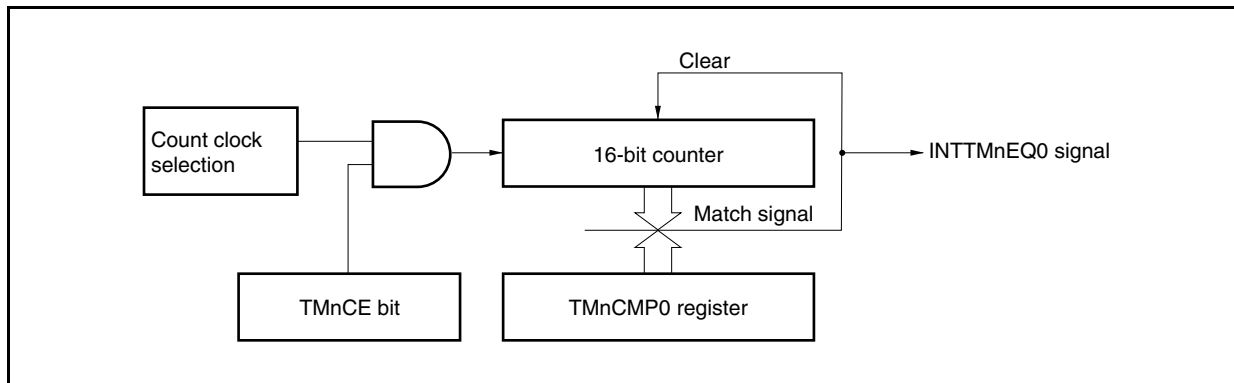 Clear
Count clock
selection
16-bit counter
INTTMnEQ0 signal
Match signal
TMnCE bit
TMnCMP0 register